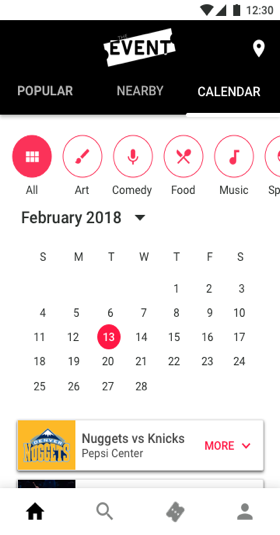 12:30
THE
EVENT
POPULAR NEARBY CALENDAR
All Art Comedy Food Music Sp
February 2018
S M T W T F S
1 2 3
4 5 6 7 8 9 10
11 12 13 14 15 16 17
18 19 20 21 22 23 24
25 26 27 28
DENVER
NUGGETS
Nuggets vs Knicks
Pepsi Center
MORE